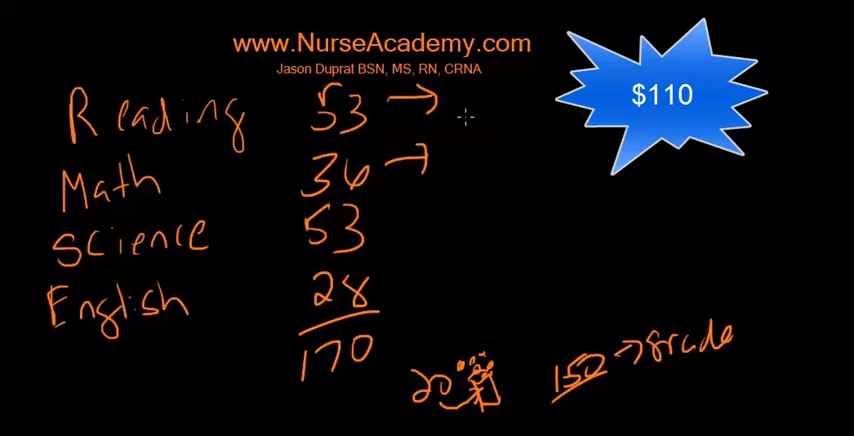 www.NurseAcademy.com
Jason Duprat BSN, MS, RN, CRNA
$110
Reading 53 →
Math 36 →
Science 53
English 28
170
20
150 → grade